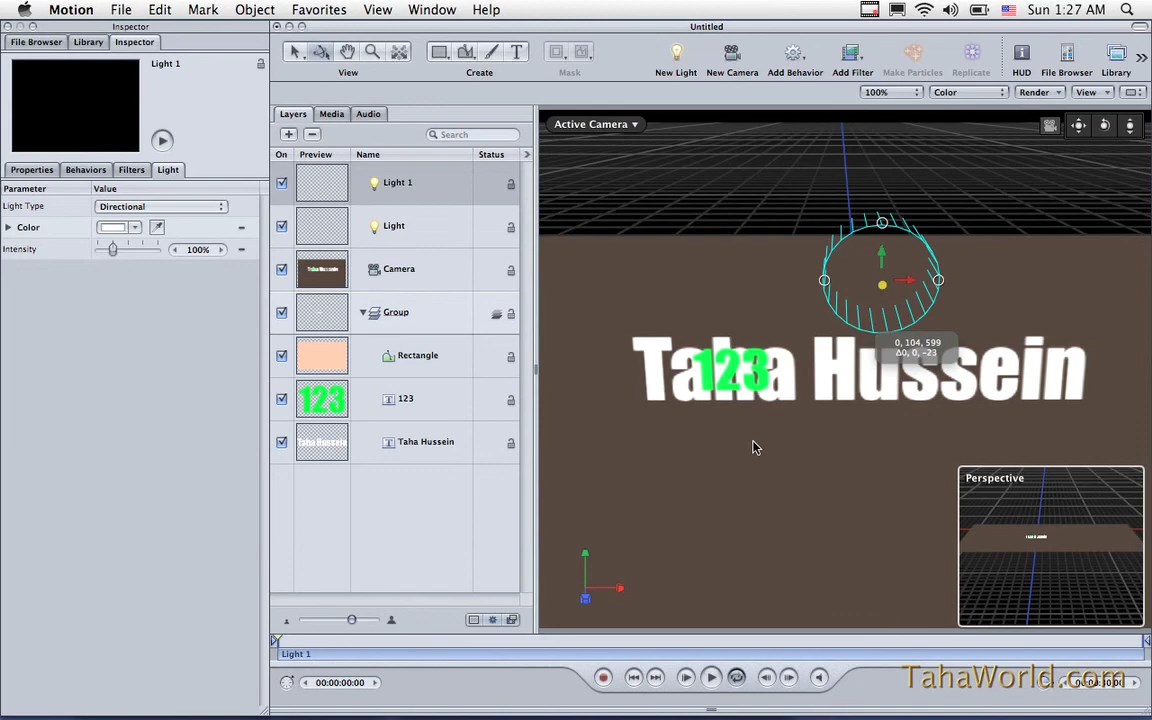 Motion File Edit Mark Object Favorites View Window Help Sun 1:27 AM
Inspector
Untitled
File Browser Library Inspector
Light 1
View Create Mask New Light New Camera Add Behavior Add Filter Make Particles Replicate HUD File Browser Library
100% Color Render View
Layers Media Audio
Search
Active Camera
On Preview Name Status
Properties Behaviors Filters Light
Parameter Value
Light Type Directional
Color
Intensity 100%
Light 1
Light
Camera
Group
Rectangle
123
Taha Hussein
0, 104, 599
Δ0, 0, -23
Taha Hussein
123
Perspective
Light 1
00:00:00:00
TahaWorld.com